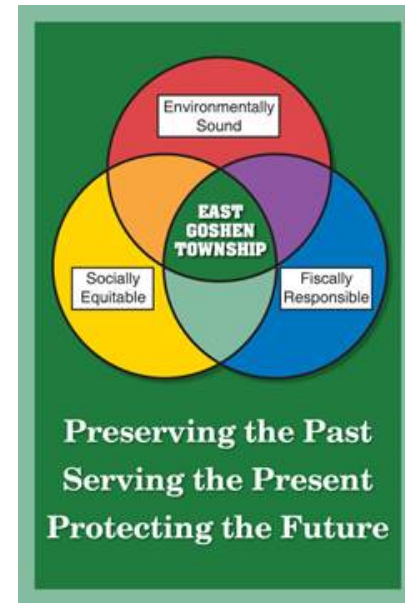 Environmentally
Sound
EAST
GOSHEN
TOWNSHIP
Socially
Equitable
Fiscally
Responsible
Preserving the Past
Serving the Present
Protecting the Future